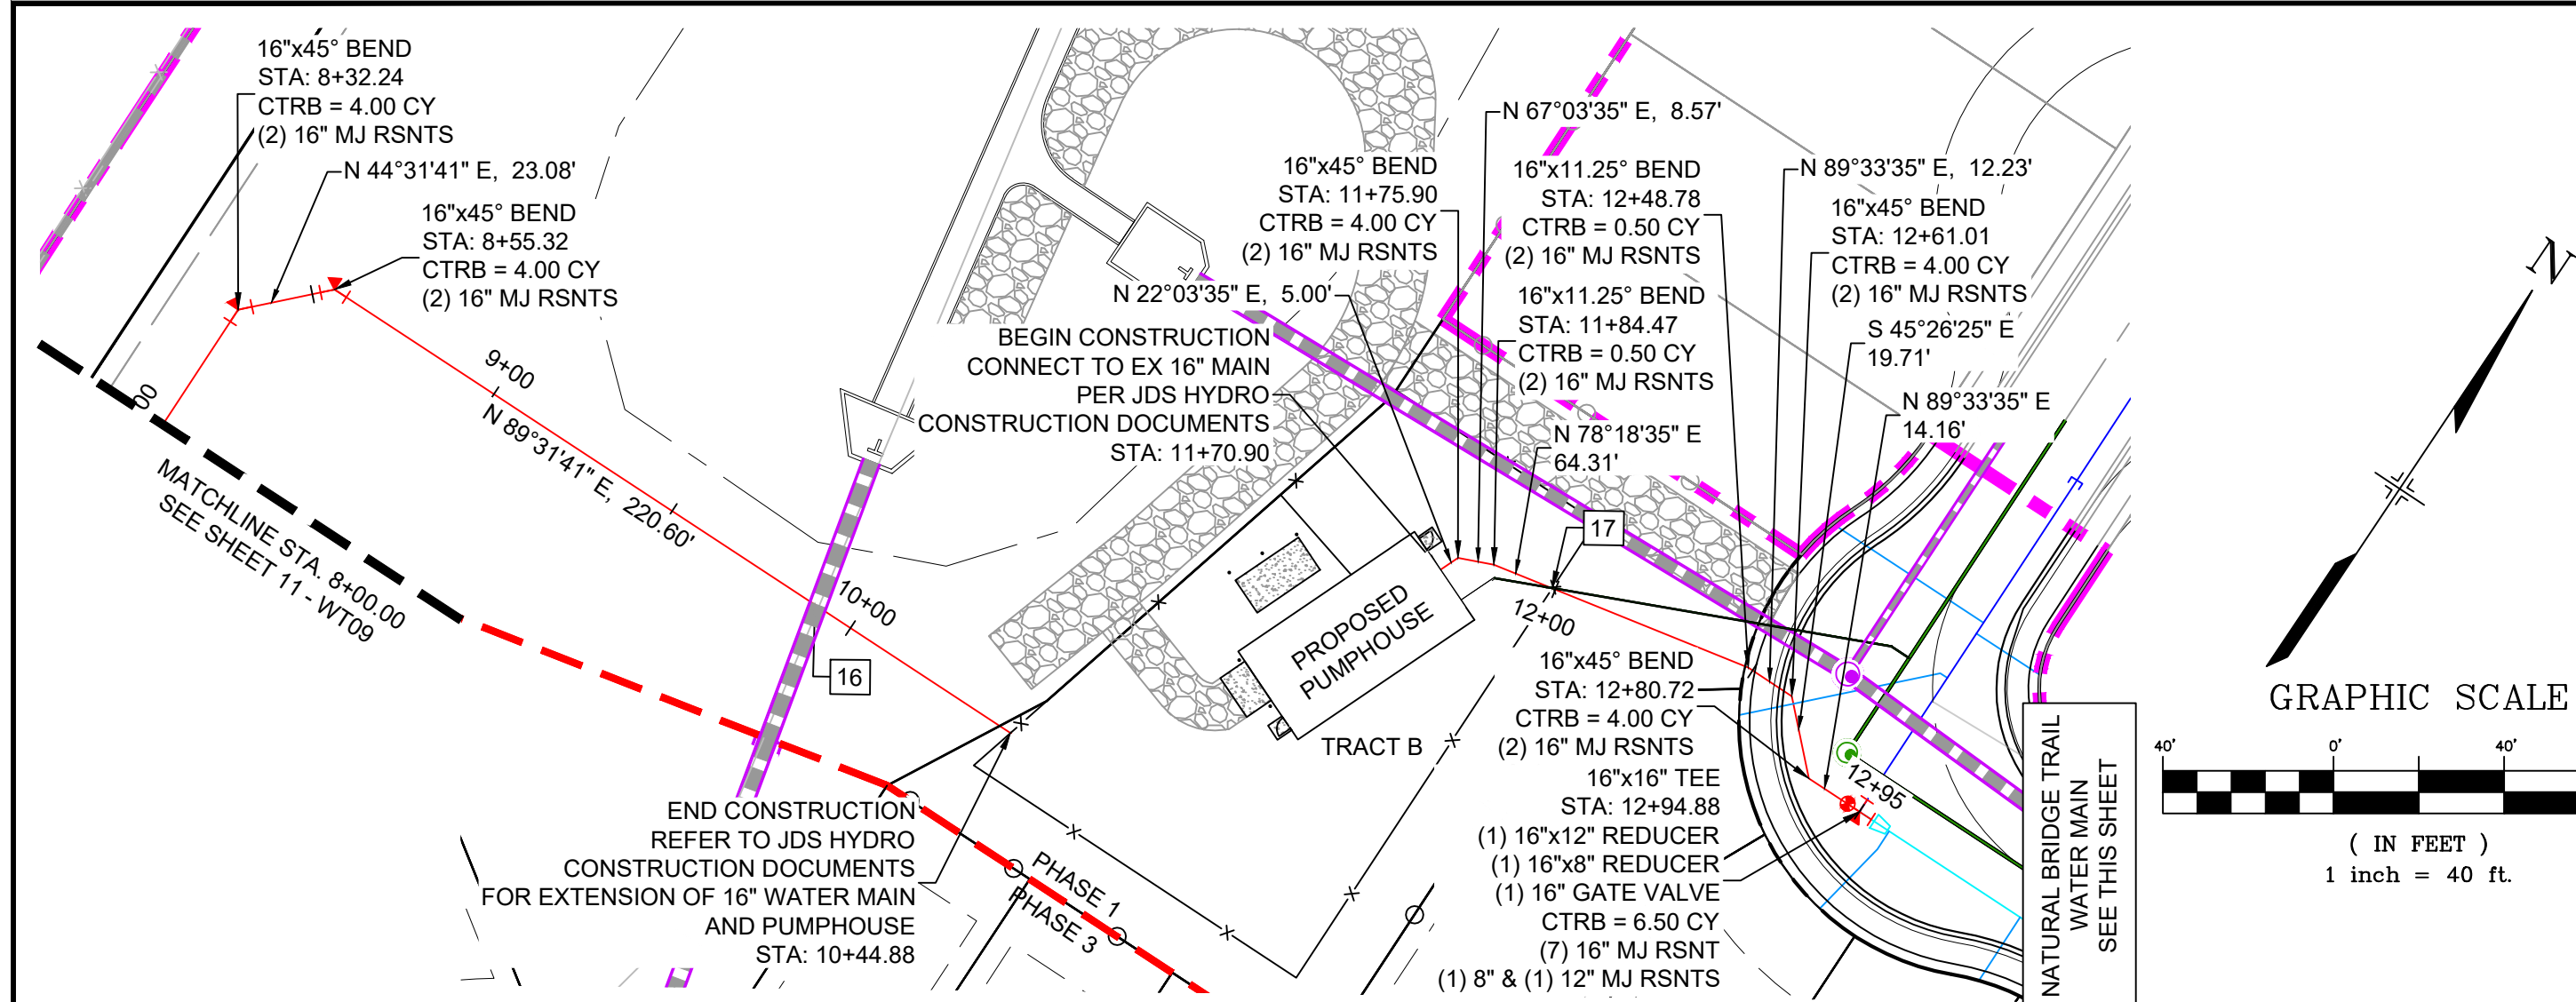 16"x45° BEND
STA: 8+32.24
CTRB = 4.00 CY
(2) 16" MJ RSNTS
N 44°31'41" E, 23.08'
16"x45° BEND
STA: 8+55.32
CTRB = 4.00 CY
(2) 16" MJ RSNTS
00
9+00
N 89°31'41" E, 220.60'
10+00
MATCHLINE STA. 8+00.00
SEE SHEET 11 - WT09
16
END CONSTRUCTION
REFER TO JDS HYDRO
CONSTRUCTION DOCUMENTS
FOR EXTENSION OF 16" WATER MAIN
AND PUMPHOUSE
STA: 10+44.88
PHASE 1
PHASE 3
N 67°03'35" E, 8.57'
16"x45° BEND
STA: 11+75.90
CTRB = 4.00 CY
(2) 16" MJ RSNTS
N 22°03'35" E, 5.00'
BEGIN CONSTRUCTION
CONNECT TO EX 16" MAIN
PER JDS HYDRO
CONSTRUCTION DOCUMENTS
STA: 11+70.90
16"x11.25° BEND
STA: 12+48.78
CTRB = 0.50 CY
(2) 16" MJ RSNTS
16"x11.25° BEND
STA: 11+84.47
CTRB = 0.50 CY
(2) 16" MJ RSNTS
N 78°18'35" E
64.31'
17
12+00
PROPOSED
PUMPHOUSE
TRACT B
N 89°33'35" E, 12.23'
16"x45° BEND
STA: 12+61.01
CTRB = 4.00 CY
(2) 16" MJ RSNTS
S 45°26'25" E
19.71'
N 89°33'35" E
14.16'
16"x45° BEND
STA: 12+80.72
CTRB = 4.00 CY
(2) 16" MJ RSNTS
16"x16" TEE
STA: 12+94.88
(1) 16"x12" REDUCER
(1) 16"x8" REDUCER
(1) 16" GATE VALVE
CTRB = 6.50 CY
(7) 16" MJ RSNT
(1) 8" & (1) 12" MJ RSNTS
12+95
NATURAL BRIDGE TRAIL
WATER MAIN
SEE THIS SHEET
N
GRAPHIC SCALE
40'
0'
40'
( IN FEET )
1 inch = 40 ft.